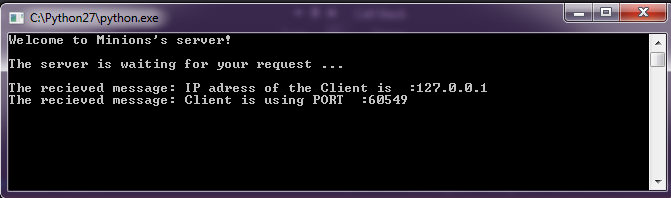 C:\Python27\python.exe
Welcome to Minions's server!
The server is waiting for your request ...
The recieved message: IP adress of the Client is  :127.0.0.1
The recieved message: Client is using PORT  :60549